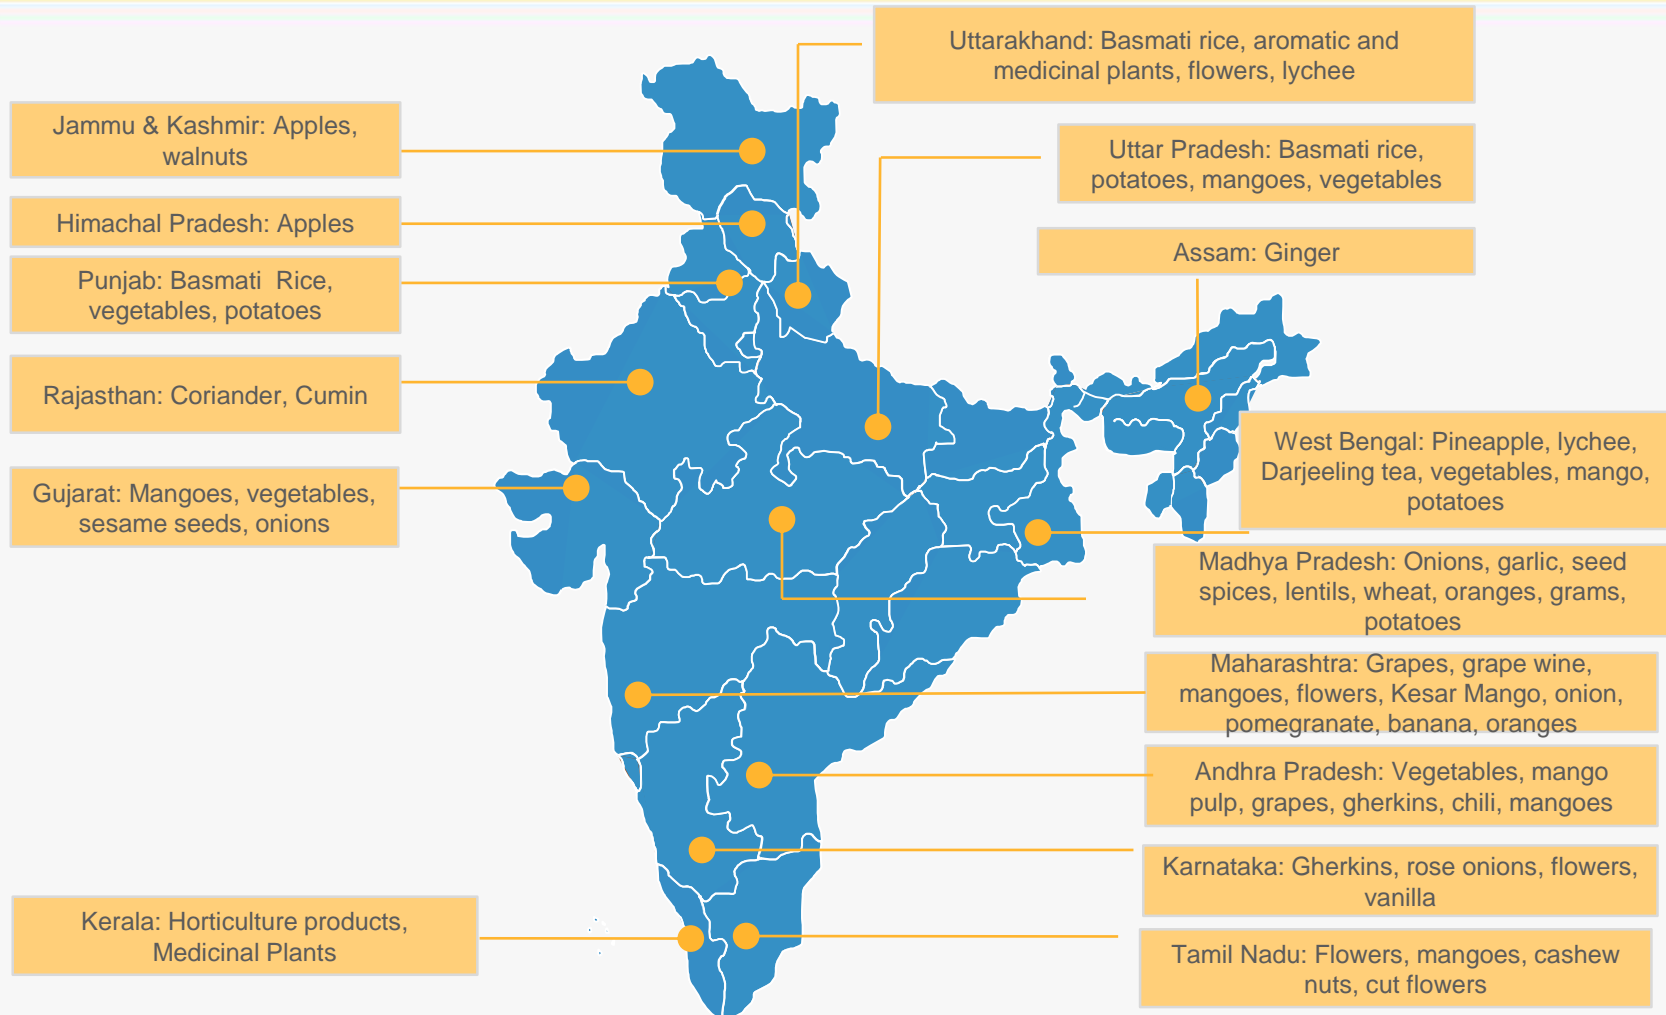 Uttarakhand: Basmati rice, aromatic and
medicinal plants, flowers, lychee
Jammu & Kashmir: Apples,
walnuts
Uttar Pradesh: Basmati rice,
potatoes, mangoes, vegetables
Himachal Pradesh: Apples
Assam: Ginger
Punjab: Basmati  Rice,
vegetables, potatoes
Rajasthan: Coriander, Cumin
West Bengal: Pineapple, lychee,
Darjeeling tea, vegetables, mango,
potatoes
Gujarat: Mangoes, vegetables,
sesame seeds, onions
Madhya Pradesh: Onions, garlic, seed
spices, lentils, wheat, oranges, grams,
potatoes
Maharashtra: Grapes, grape wine,
mangoes, flowers, Kesar Mango, onion,
pomegranate, banana, oranges
Andhra Pradesh: Vegetables, mango
pulp, grapes, gherkins, chili, mangoes
Karnataka: Gherkins, rose onions, flowers,
vanilla
Kerala: Horticulture products,
Medicinal Plants
Tamil Nadu: Flowers, mangoes, cashew
nuts, cut flowers